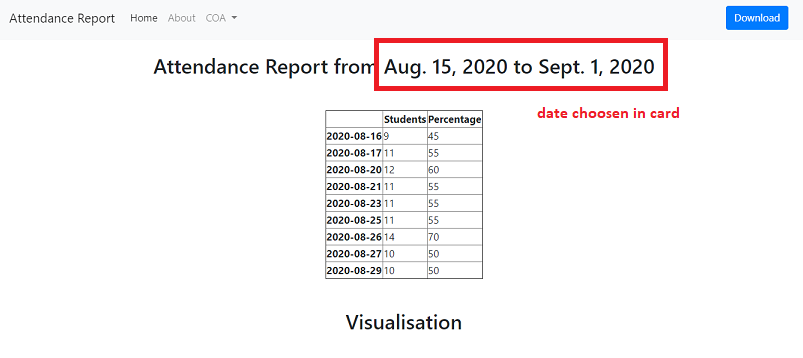 Attendance Report Home About COA Download
Attendance Report from Aug. 15, 2020 to Sept. 1, 2020
date choosen in card
Students Percentage
2020-08-16 9 45
2020-08-17 11 55
2020-08-20 12 60
2020-08-21 11 55
2020-08-23 11 55
2020-08-25 11 55
2020-08-26 14 70
2020-08-27 10 50
2020-08-29 10 50
Visualisation